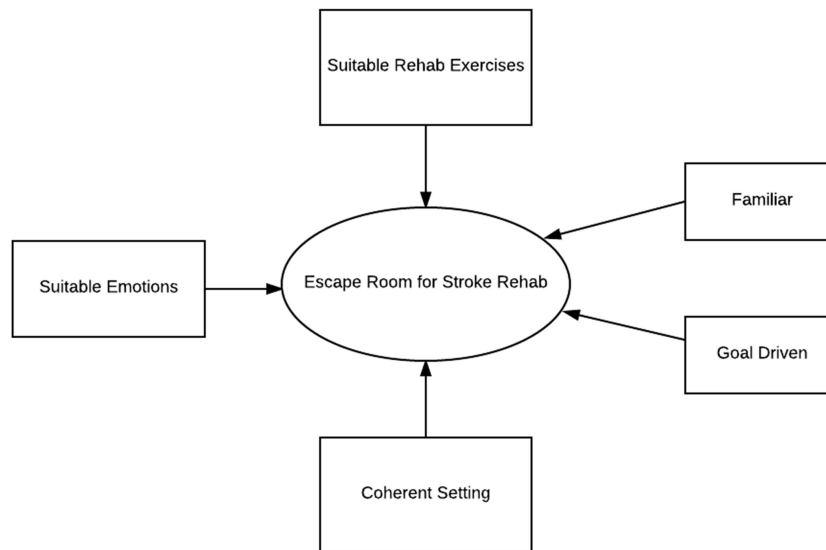 Suitable Rehab Exercises
Familiar
Suitable Emotions
Escape Room for Stroke Rehab
Goal Driven
Coherent Setting